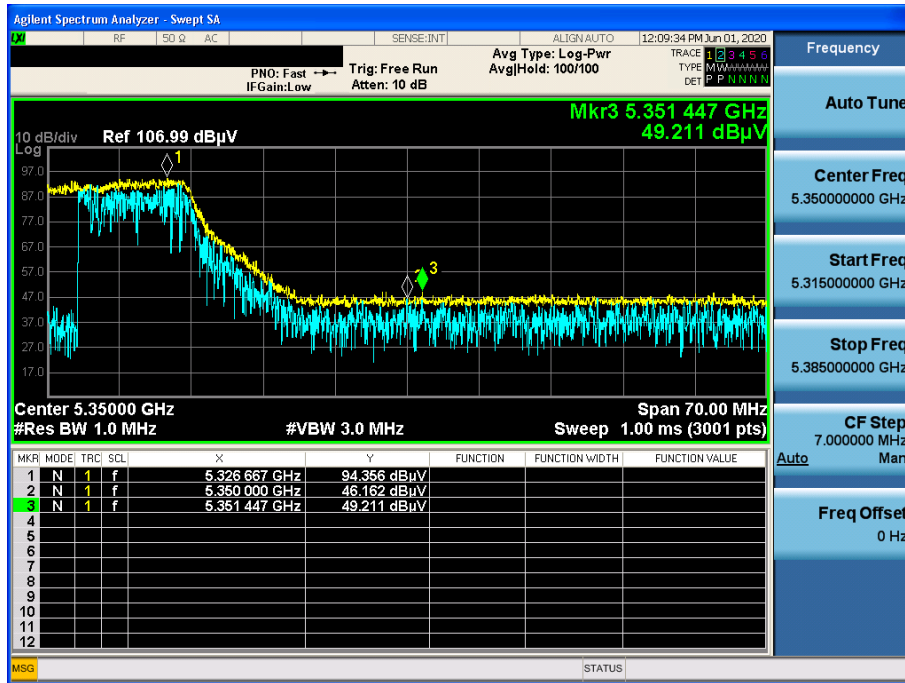 Agilent Spectrum Analyzer - Swept SA
LXI RF 50 Ω AC SENSE:INT ALIGN AUTO 12:09:34 PM Jun 01, 2020
PNO: Fast Trig: Free Run Avg Type: Log-Pwr TRACE 1 2 3 4 5 6
IFGain:Low Atten: 10 dB Avg|Hold: 100/100 TYPE MWWWWW
DET P P N N N N
Mkr3 5.351 447 GHz
10 dB/div Ref 106.99 dBµV 49.211 dBµV
Log
97.0
87.0
77.0
67.0
57.0
47.0
37.0
27.0
17.0
1
3
Center 5.35000 GHz Span 70.00 MHz
#Res BW 1.0 MHz #VBW 3.0 MHz Sweep 1.00 ms (3001 pts)
MKR MODE TRC SCL X Y FUNCTION FUNCTION WIDTH FUNCTION VALUE
1 N 1 f 5.326 667 GHz 94.356 dBµV
2 N 1 f 5.350 000 GHz 46.162 dBµV
3 N 1 f 5.351 447 GHz 49.211 dBµV
4
5
6
7
8
9
10
11
12
MSG STATUS
Frequency
Auto Tune
Center Freq
5.350000000 GHz
Start Freq
5.315000000 GHz
Stop Freq
5.385000000 GHz
CF Step
7.000000 MHz
Auto Man
Freq Offset
0 Hz